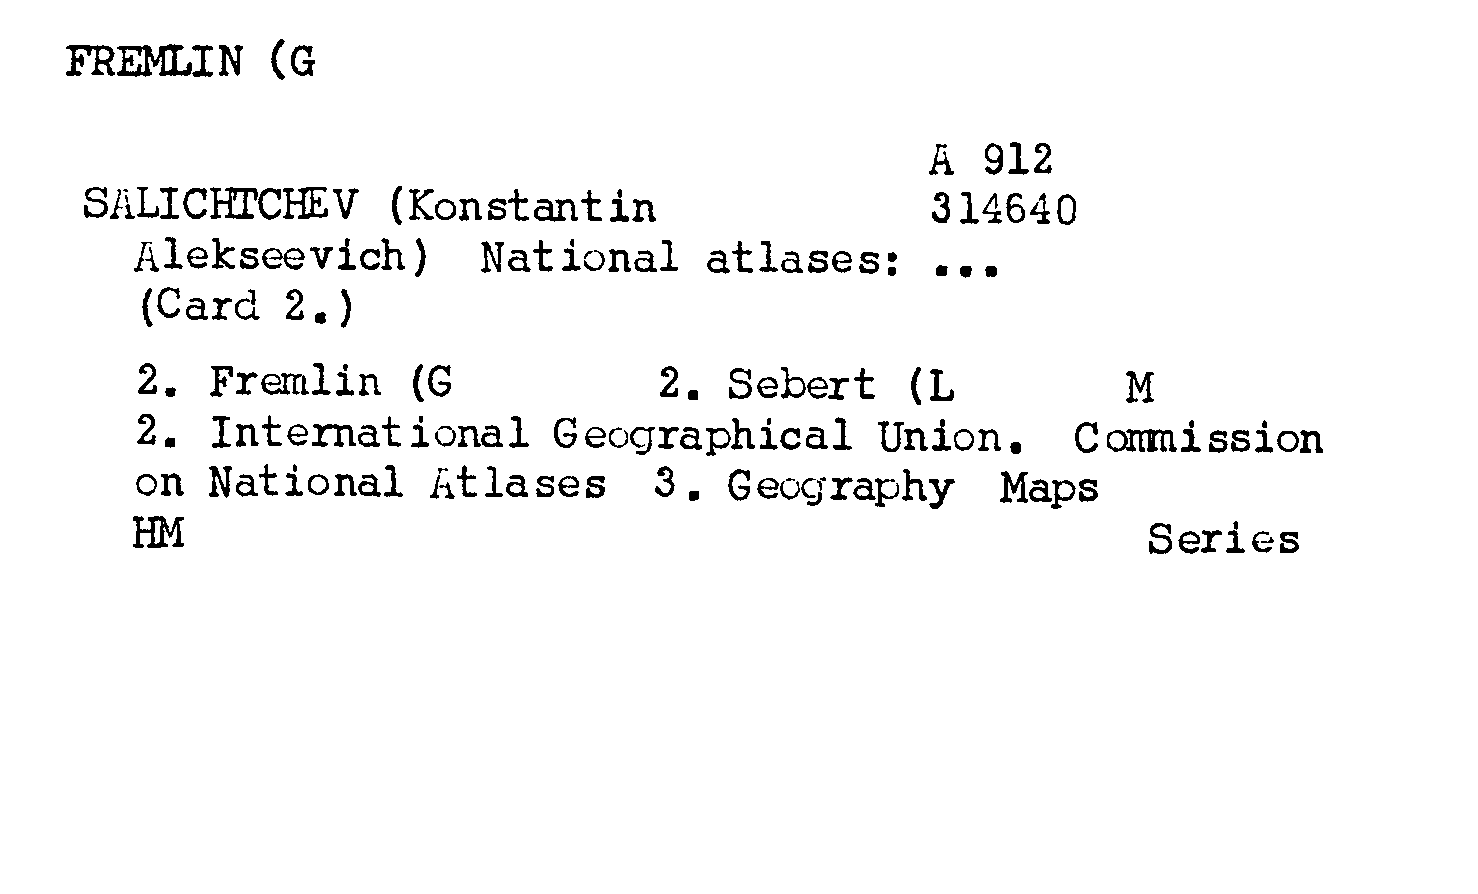 FREMLIN (G
A 912
SALICHTCHEV (Konstantin 314640
Alekseevich) National atlases: ...
(Card 2.)
2. Fremlin (G 2. Sebert (L M
2. International Geographical Union. Commission
on National Atlases 3. Geography Maps
HM Series